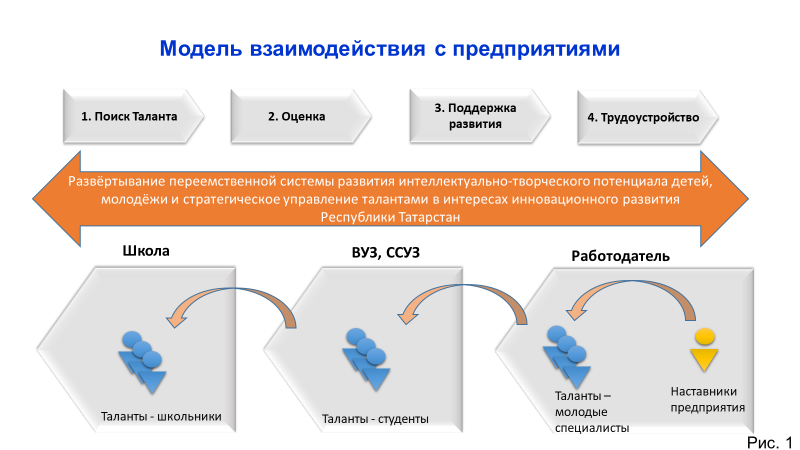 Модель взаимодействия с предприятиями
1. Поиск Таланта
2. Оценка
3. Поддержка
развития
4. Трудоустройство
Развёртывание переемственной системы развития интеллектуально-творческого потенциала детей,
молодёжи и стратегическое управление талантами в интересах инновационного развития
Республики Татарстан
Школа
ВУЗ, ССУЗ
Работодатель
Таланты - школьники
Таланты - студенты
Таланты –
молодые
специалисты
Наставники
предприятия
Рис. 1